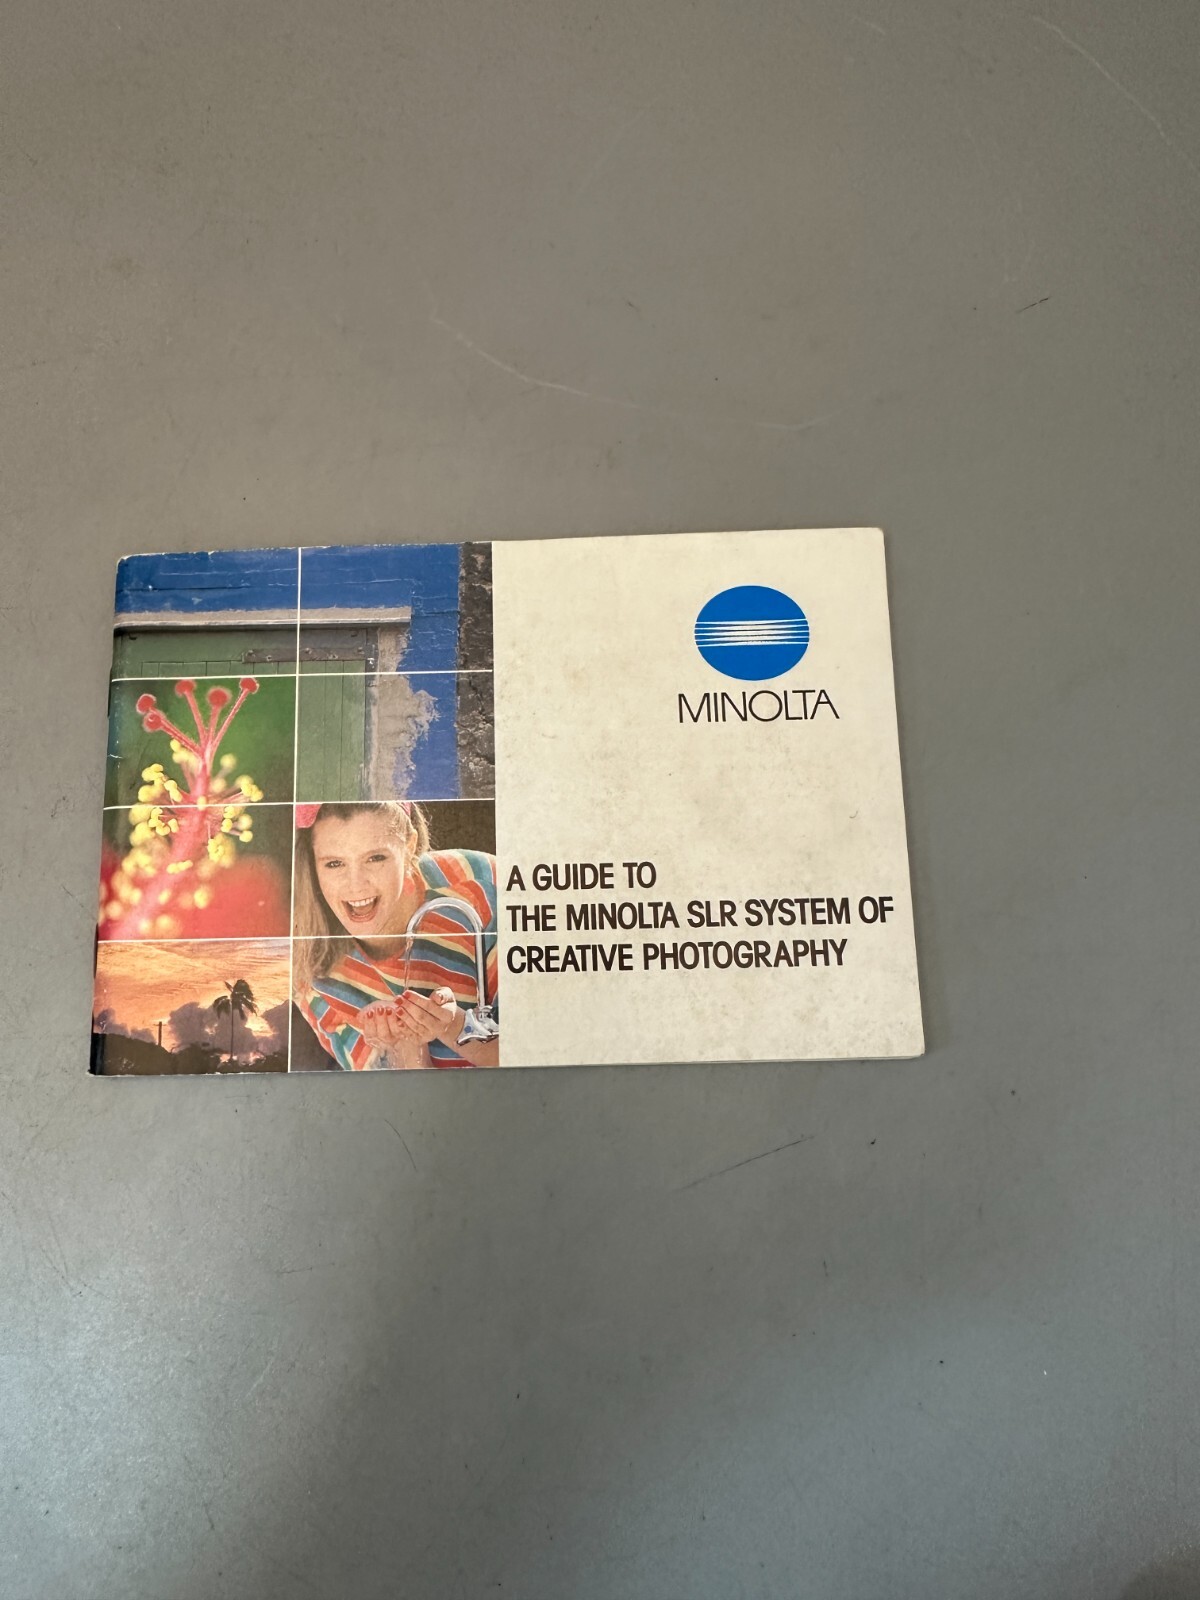 MINOLTA
A GUIDE TO
THE MINOLTA SLR SYSTEM OF
CREATIVE PHOTOGRAPHY